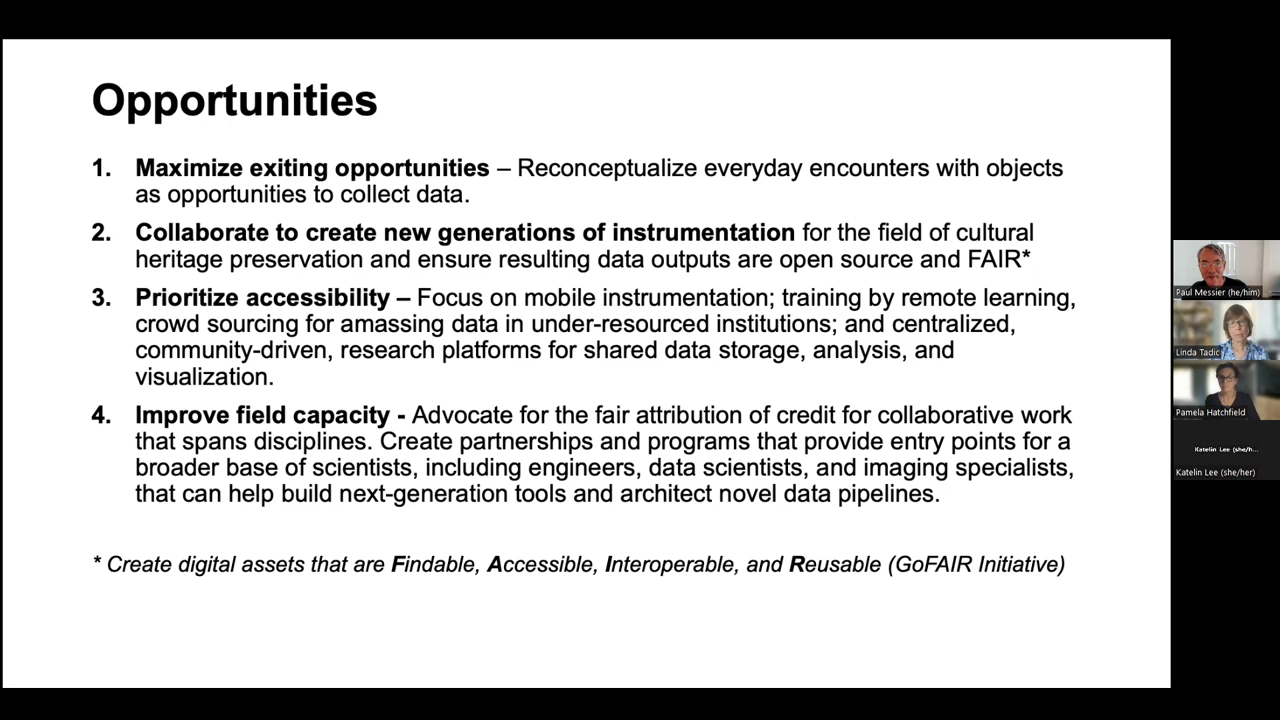 Opportunities
1. Maximize exiting opportunities – Reconceptualize everyday encounters with objects
as opportunities to collect data.
2. Collaborate to create new generations of instrumentation for the field of cultural
heritage preservation and ensure resulting data outputs are open source and FAIR*
3. Prioritize accessibility – Focus on mobile instrumentation; training by remote learning,
crowd sourcing for amassing data in under-resourced institutions; and centralized,
community-driven, research platforms for shared data storage, analysis, and
visualization.
4. Improve field capacity - Advocate for the fair attribution of credit for collaborative work
that spans disciplines. Create partnerships and programs that provide entry points for a
broader base of scientists, including engineers, data scientists, and imaging specialists,
that can help build next-generation tools and architect novel data pipelines.
* Create digital assets that are Findable, Accessible, Interoperable, and Reusable (GoFAIR Initiative)
Paul Messier (he/him)
Linda Tadic
Pamela Hatchfield
Katelin Lee (she/h...
Katelin Lee (she/her)